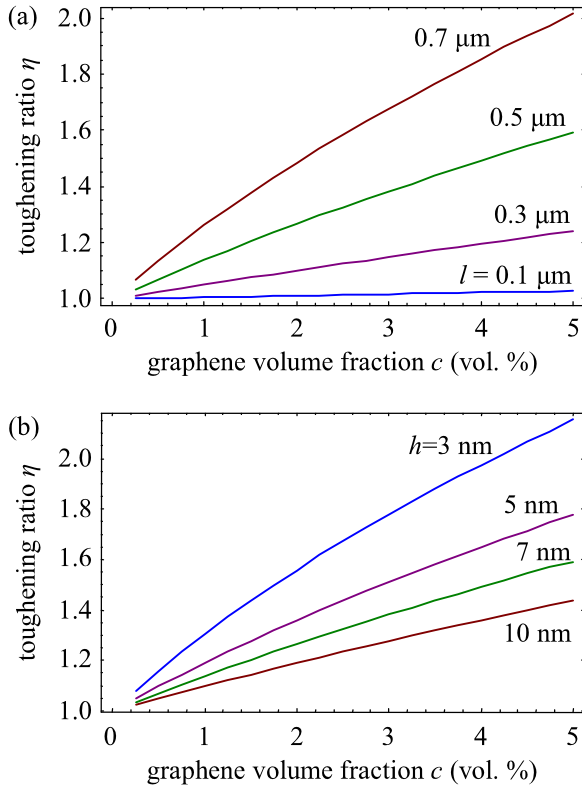 (a)
toughening ratio η
2.0
1.8
1.6
1.4
1.2
1.0
0.7 μm
0.5 μm
0.3 μm
l = 0.1 μm
0 1 2 3 4 5
graphene volume fraction c (vol. %)
(b)
toughening ratio η
2.0
1.8
1.6
1.4
1.2
1.0
h=3 nm
5 nm
7 nm
10 nm
0 1 2 3 4 5
graphene volume fraction c (vol. %)